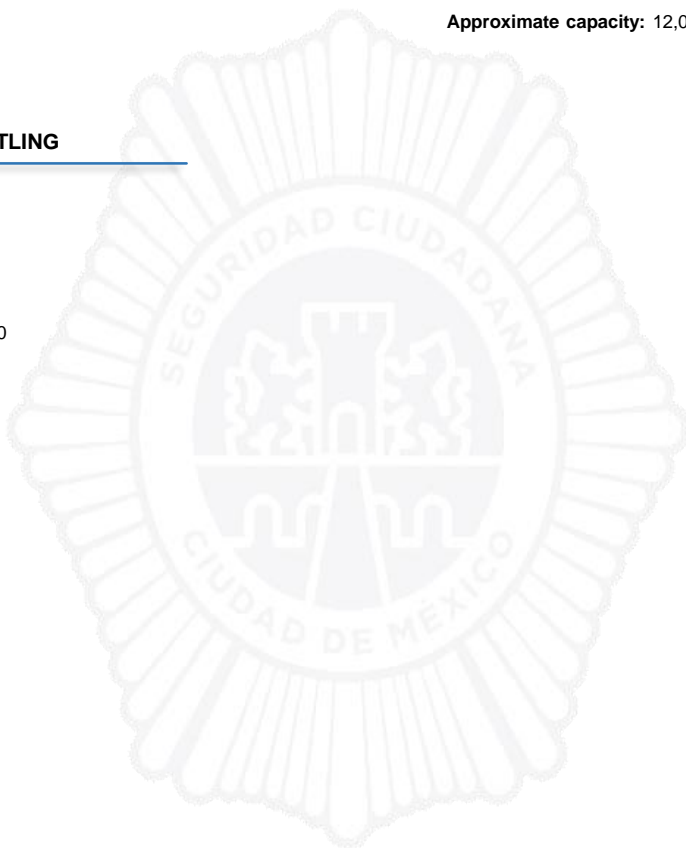 Approximate capacity: 12,0
TLING
SEGURIDAD CIUDADANA
0
CIUDAD DE MÉXICO